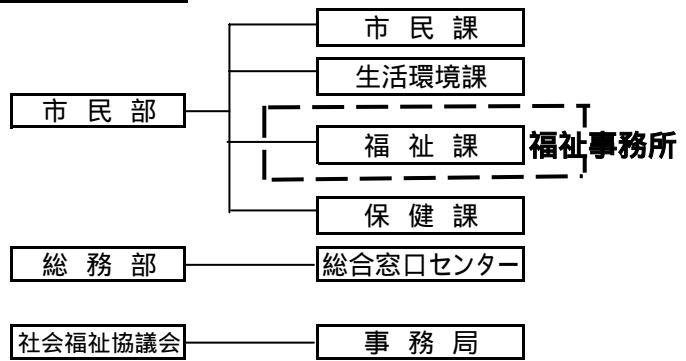 市民課
生活環境課
市民部
福祉課 福祉事務所
保健課
総務部 総合窓口センター
社会福祉協議会 事務局